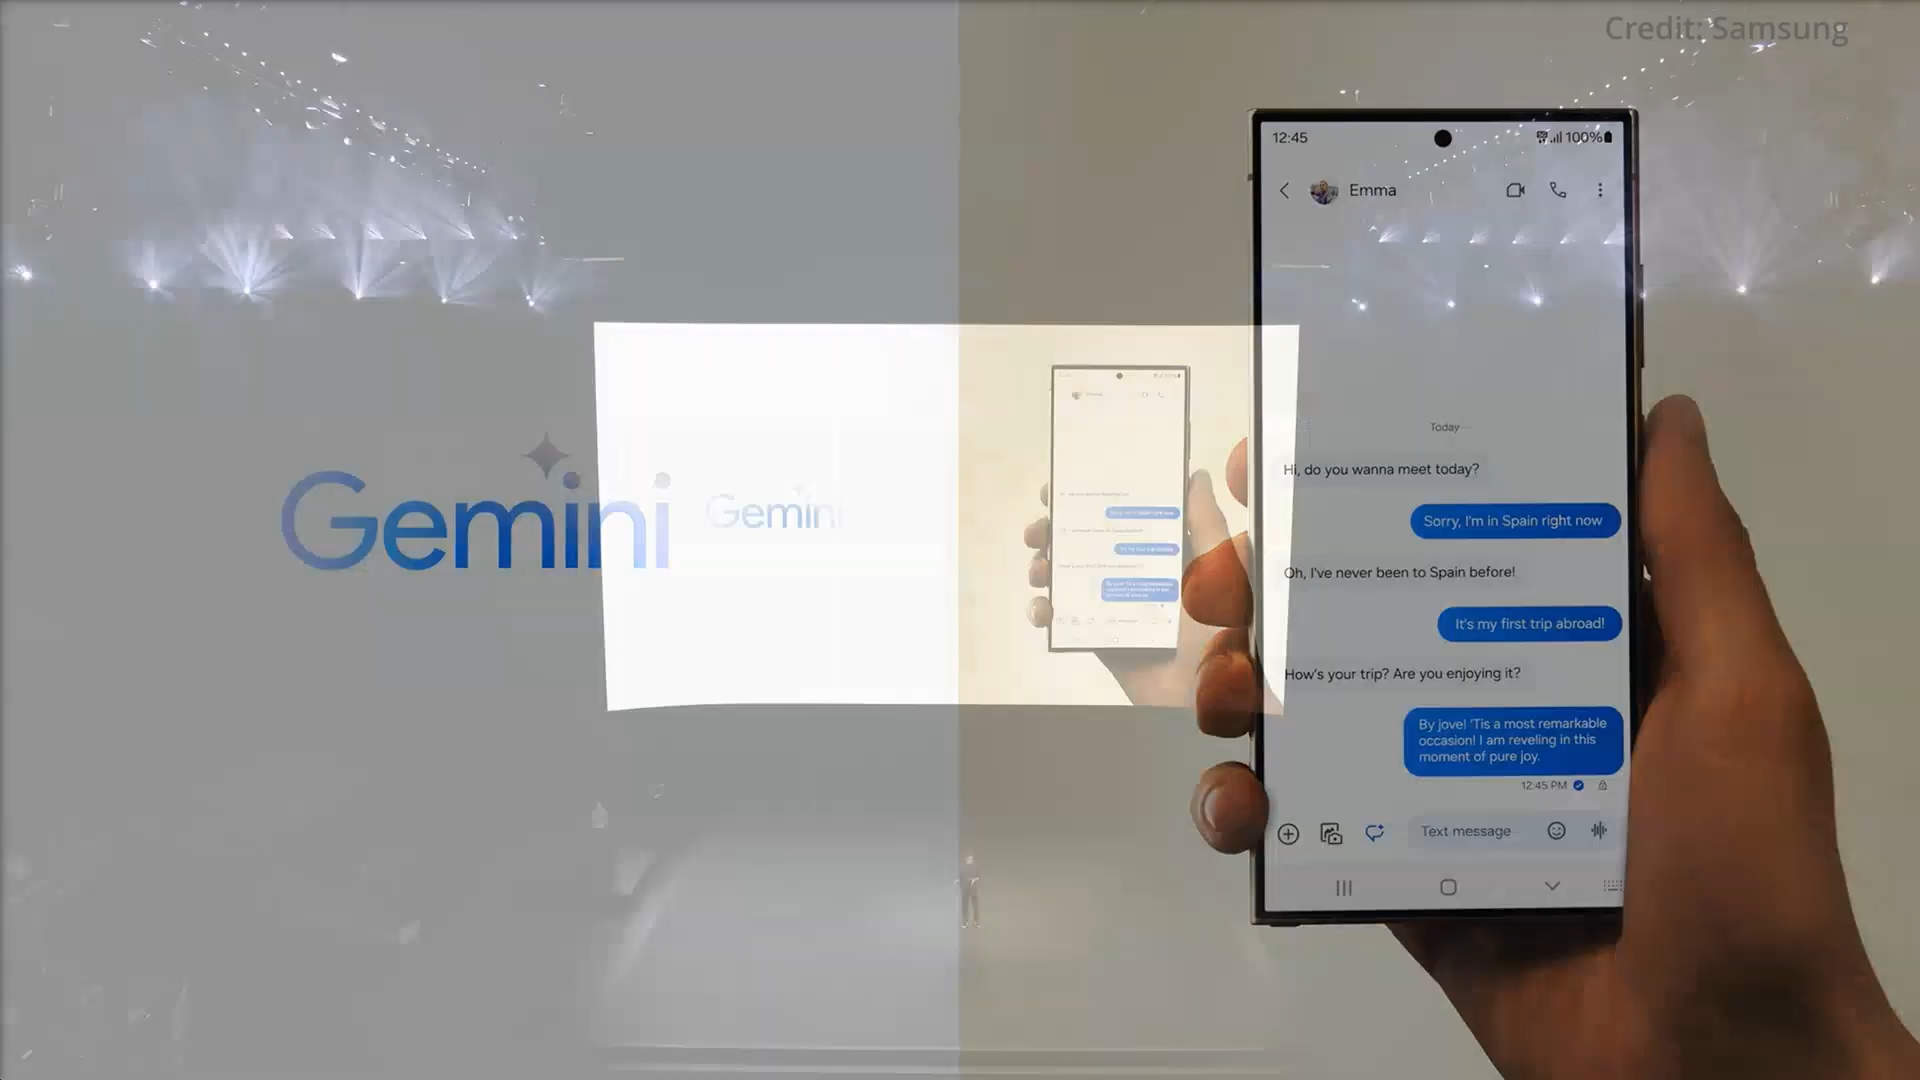 Credit: Samsung
12:45
100%
Emma
Today
Hi, do you wanna meet today?
Sorry, I'm in Spain right now
Oh, I've never been to Spain before!
It's my first trip abroad!
How's your trip? Are you enjoying it?
By jove! 'Tis a most remarkable
occasion! I am reveling in this
moment of pure joy.
12:45 PM
Text message
Gemini
Gemini